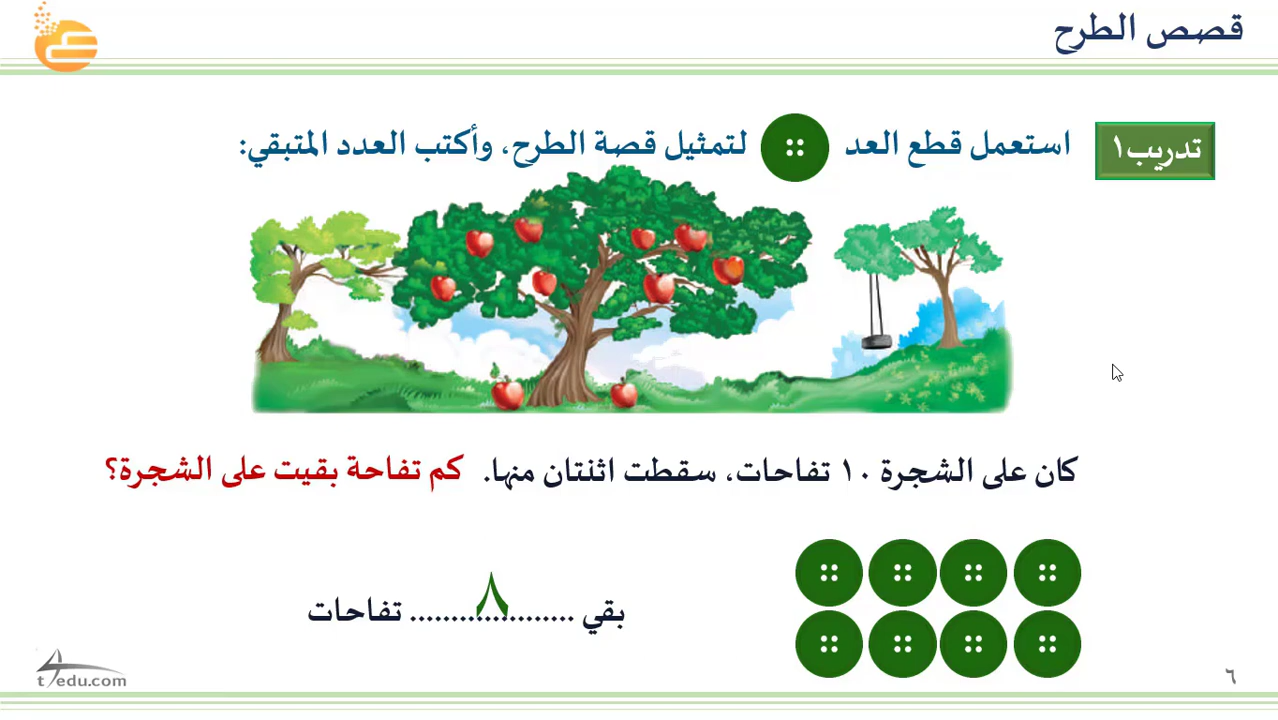 قصص الطرح
تدريب١ استعمل قطع العد لتمثيل قصة الطرح، وأكتب العدد المتبقي:
كان على الشجرة ١٠ تفاحات، سقطت اثنتان منها. كم تفاحة بقيت على الشجرة؟
بقي ........٨........ تفاحات
t4edu.com
٦